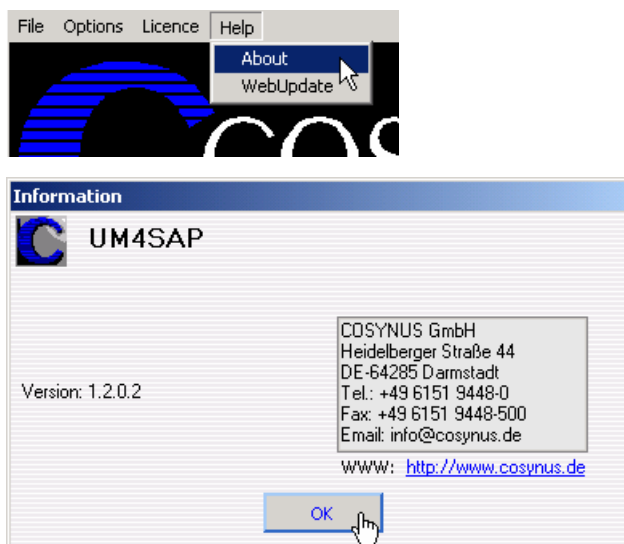 File Options Licence Help
About
WebUpdate
COS
Information
UM4SAP
Version: 1.2.0.2
COSYNUS GmbH
Heidelberger Straße 44
DE-64285 Darmstadt
Tel.: +49 6151 9448-0
Fax: +49 6151 9448-500
Email: info@cosynus.de
WWW: http://www.cosynus.de
OK